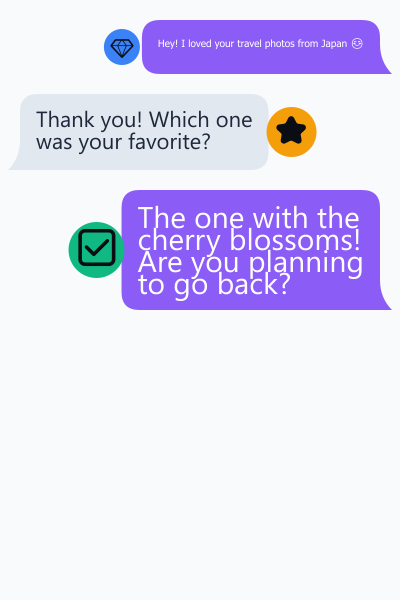 Hey! I loved your travel photos from Japan 😍
Thank you! Which one
was your favorite?
The one with the
cherry blossoms!
Are you planning
to go back?